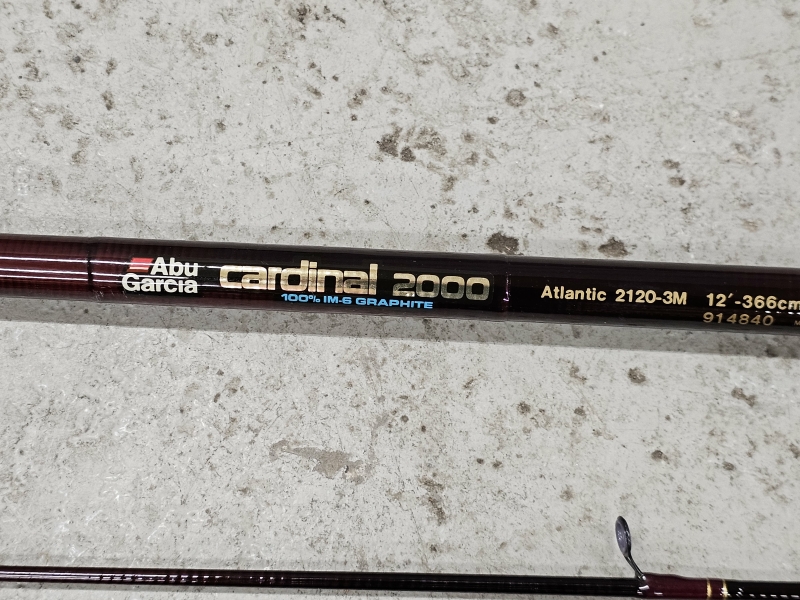 Abu
Garcia
cardinal 2000
100% IM-6 GRAPHITE
Atlantic 2120-3M 12'-366cm
914840